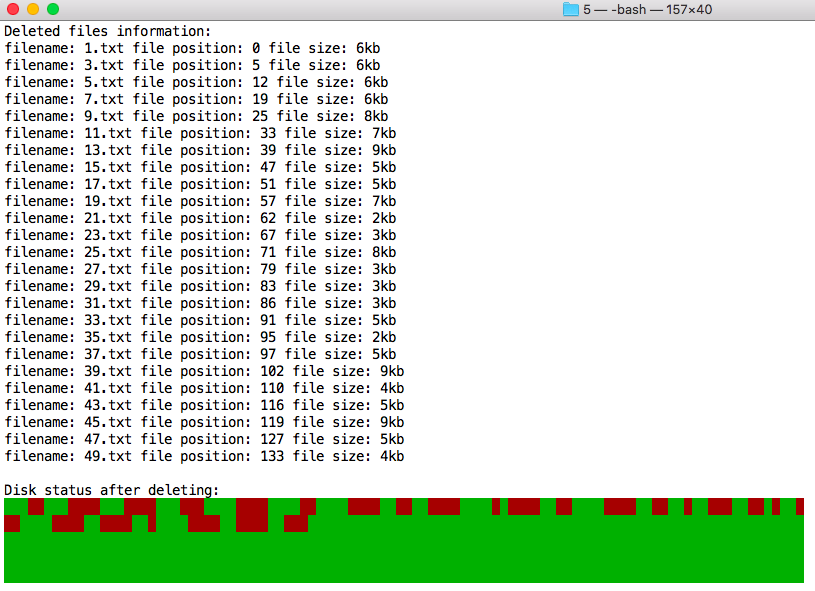 5 — -bash — 157×40
Deleted files information:
filename: 1.txt file position: 0 file size: 6kb
filename: 3.txt file position: 5 file size: 6kb
filename: 5.txt file position: 12 file size: 6kb
filename: 7.txt file position: 19 file size: 6kb
filename: 9.txt file position: 25 file size: 8kb
filename: 11.txt file position: 33 file size: 7kb
filename: 13.txt file position: 39 file size: 9kb
filename: 15.txt file position: 47 file size: 5kb
filename: 17.txt file position: 51 file size: 5kb
filename: 19.txt file position: 57 file size: 7kb
filename: 21.txt file position: 62 file size: 2kb
filename: 23.txt file position: 67 file size: 3kb
filename: 25.txt file position: 71 file size: 8kb
filename: 27.txt file position: 79 file size: 3kb
filename: 29.txt file position: 83 file size: 3kb
filename: 31.txt file position: 86 file size: 3kb
filename: 33.txt file position: 91 file size: 5kb
filename: 35.txt file position: 95 file size: 2kb
filename: 37.txt file position: 97 file size: 5kb
filename: 39.txt file position: 102 file size: 9kb
filename: 41.txt file position: 110 file size: 4kb
filename: 43.txt file position: 116 file size: 5kb
filename: 45.txt file position: 119 file size: 9kb
filename: 47.txt file position: 127 file size: 5kb
filename: 49.txt file position: 133 file size: 4kb
Disk status after deleting: